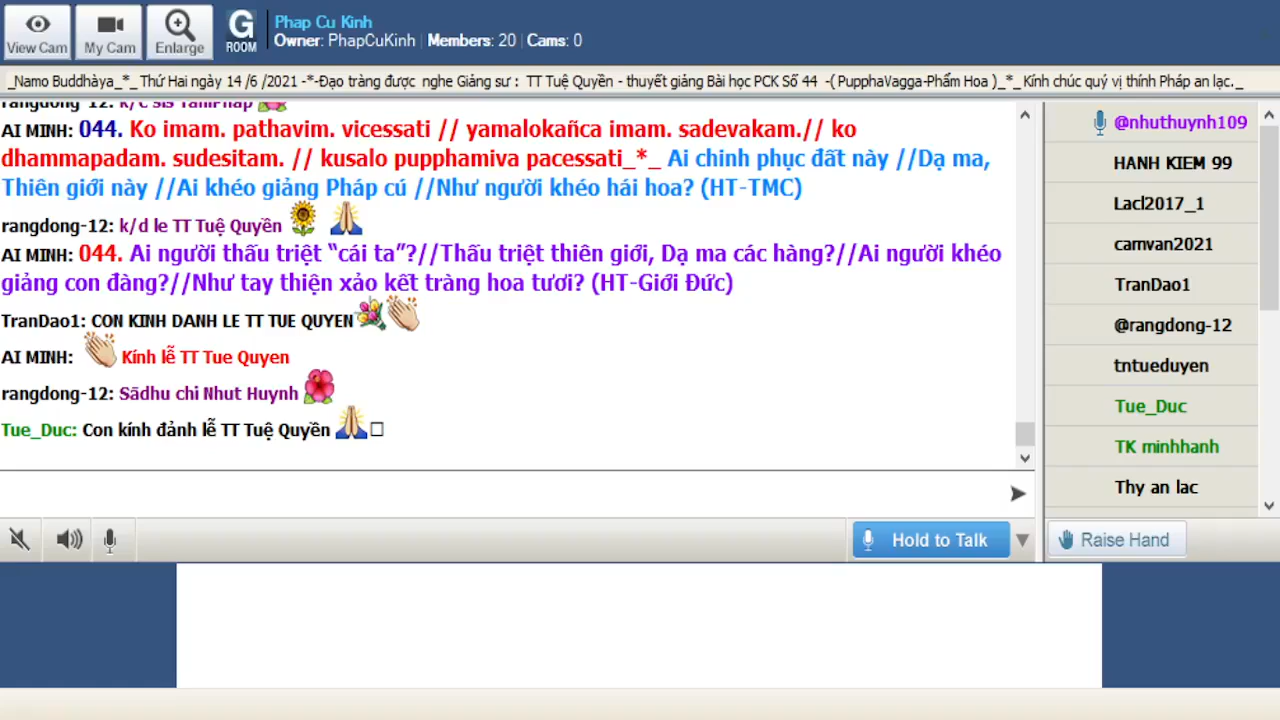 View Cam
My Cam
Enlarge
G
ROOM
Phap Cu Kinh
Owner: PhapCuKinh | Members: 20 | Cams: 0
_Namo Buddhàya_*_ Thứ Hai ngày 14 /6 /2021 -*-Đạo tràng được nghe Giảng sư : TT Tuệ Quyền - thuyết giảng Bài học PCK Số 44 -( PupphaVagga-Phẩm Hoa )_*_ Kính chúc quý vị thính Pháp an lạc._
rangdong-12: k/c sis TamPhap
AI MINH: 044. Ko imam. pathavim. vicessati // yamalokañca imam. sadevakam.// ko
dhammapadam. sudesitam. // kusalo pupphamiva pacessati_*_ Ai chinh phục đất này //Dạ ma,
Thiên giới này //Ai khéo giảng Pháp cú //Như người khéo hái hoa? (HT-TMC)
rangdong-12: k/d le TT Tuệ Quyền
AI MINH: 044. Ai người thấu triệt “cái ta”?//Thấu triệt thiên giới, Dạ ma các hàng?//Ai người khéo
giảng con đàng?//Như tay thiện xảo kết tràng hoa tươi? (HT-Giới Đức)
TranDao1: CON KINH DANH LE TT TUE QUYEN
AI MINH: Kính lễ TT Tue Quyen
rangdong-12: Sādhu chi Nhut Huynh
Tue_Duc: Con kính đảnh lễ TT Tuệ Quyền
@nhuthuynh109
HANH KIEM 99
Lacl2017_1
camvan2021
TranDao1
@rangdong-12
tntueduyen
Tue_Duc
TK minhhanh
Thy an lac
Hold to Talk
Raise Hand